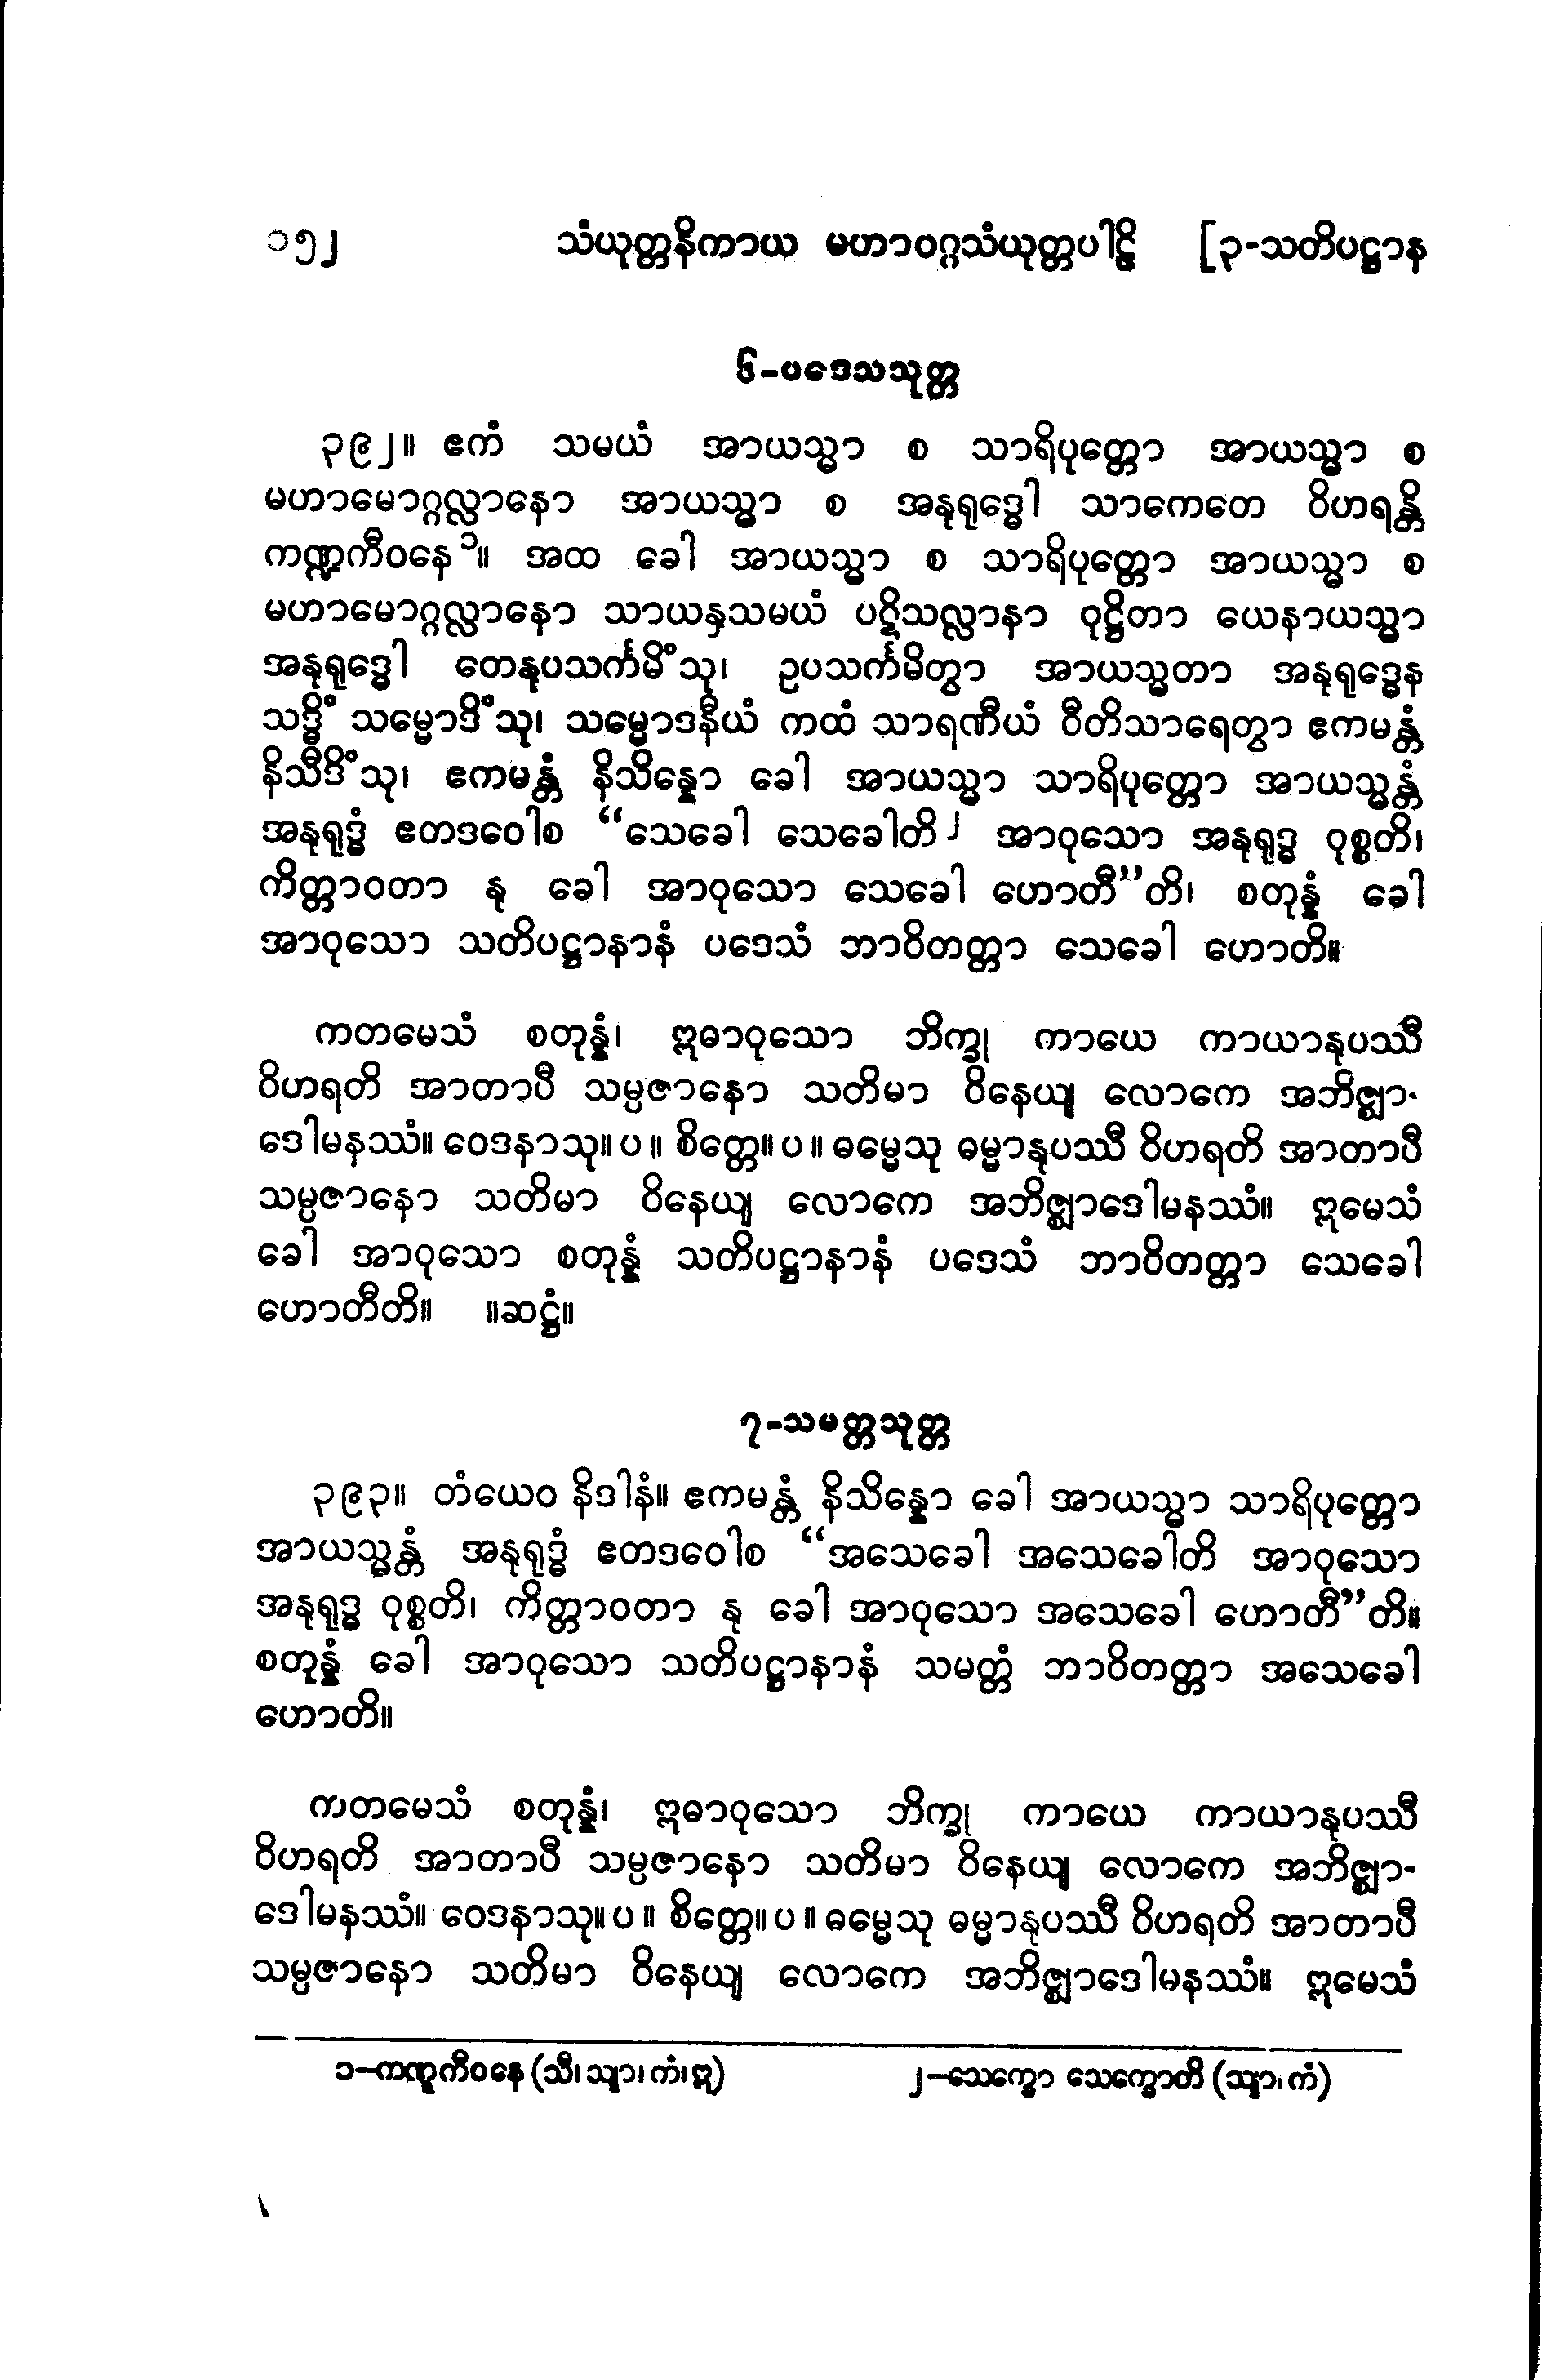 ၁၅၂ သံယုတ္တနိကာယ မဟာဝဂ္ဂသံယုတ္တပါဠိ [၃-သတိပဋ္ဌာန
၆-ပဒေသသုတ္တ
၃၉၂။ ဧကံ သမယံ အာယသ္မာ စ သာရိပုတ္တော အာယသ္မာ စ
မဟာမောဂ္ဂလ္လာနော အာယသ္မာ စ အနုရုဒ္ဓေါ သာကေတေ ဝိဟရန္တိ
ကဏ္ဍကီဝနေ၁။ အထ ခေါ အာယသ္မာ စ သာရိပုတ္တော အာယသ္မာ စ
မဟာမောဂ္ဂလ္လာနော သာယနှသမယံ ပဋိသလ္လာနာ ဝုဋ္ဌိတာ ယေနာယသ္မာ
အနုရုဒ္ဓေါ တေနုပသင်္ကမိံသု၊ ဥပသင်္ကမိတွာ အာယသ္မတာ အနုရုဒ္ဓေန
သဒ္ဓိံ သမ္မောဒိံသု၊ သမ္မောဒနီယံ ကထံ သာရဏီယံ ဝီတိသာရေတွာ ဧကမန္တံ
နိသီဒိံသု၊ ဧကမန္တံ နိသိန္နော ခေါ အာယသ္မာ သာရိပုတ္တော အာယသ္မန္တံ
အနုရုဒ္ဓံ ဧတဒဝေါစ “သေခေါ သေခေါတိ၂ အာဝုသော အနုရုဒ္ဓ ဝုစ္စတိ၊
ကိတ္တာဝတာ နု ခေါ အာဝုသော သေခေါ ဟောတီ”တိ၊ စတုန္နံ ခေါ
အာဝုသော သတိပဋ္ဌာနာနံ ပဒေသံ ဘာဝိတတ္တာ သေခေါ ဟောတိ။
ကတမေသံ စတုန္နံ၊ ဣဓာဝုသော ဘိက္ခု ကာယေ ကာယာနုပဿီ
ဝိဟရတိ အာတာပီ သမ္ပဇာနော သတိမာ ဝိနေယျ လောကေ အဘိဇ္ဈာ-
ဒေါမနဿံ။ ဝေဒနာသု။ ပ ။ စိတ္တေ။ ပ ။ ဓမ္မေသု ဓမ္မာနုပဿီ ဝိဟရတိ အာတာပီ
သမ္ပဇာနော သတိမာ ဝိနေယျ လောကေ အဘိဇ္ဈာဒေါမနဿံ။ ဣမေသံ
ခေါ အာဝုသော စတုန္နံ သတိပဋ္ဌာနာနံ ပဒေသံ ဘာဝိတတ္တာ သေခေါ
ဟောတီတိ။ ။ဆဋ္ဌံ။
၇-သမတ္တသုတ္တ
၃၉၃။ တံယေဝ နိဒါနံ။ ဧကမန္တံ နိသိန္နော ခေါ အာယသ္မာ သာရိပုတ္တော
အာယသ္မန္တံ အနုရုဒ္ဓံ ဧတဒဝေါစ “အသေခေါ အသေခေါတိ အာဝုသော
အနုရုဒ္ဓ ဝုစ္စတိ၊ ကိတ္တာဝတာ နု ခေါ အာဝုသော အသေခေါ ဟောတီ”တိ။
စတုန္နံ ခေါ အာဝုသော သတိပဋ္ဌာနာနံ သမတ္တံ ဘာဝိတတ္တာ အသေခေါ
ဟောတိ။
ကတမေသံ စတုန္နံ၊ ဣဓာဝုသော ဘိက္ခု ကာယေ ကာယာနုပဿီ
ဝိဟရတိ အာတာပီ သမ္ပဇာနော သတိမာ ဝိနေယျ လောကေ အဘိဇ္ဈာ-
ဒေါမနဿံ။ ဝေဒနာသု။ ပ ။ စိတ္တေ။ ပ ။ ဓမ္မေသု ဓမ္မာနုပဿီ ဝိဟရတိ အာတာပီ
သမ္ပဇာနော သတိမာ ဝိနေယျ လောကေ အဘိဇ္ဈာဒေါမနဿံ။ ဣမေသံ
၁-ကဏ္ဋကီဝနေ (သီ၊ သျာ၊ ကံ၊ ဣ) ၂-သေက္ခော သေက္ခောတိ (သျာ၊ ကံ)